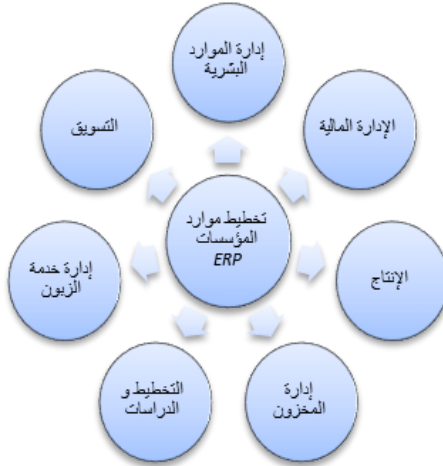 إدارة الموارد
البشرية
الإدارة المالية
الإنتاج
إدارة
المخزون
التخطيط و
الدراسات
إدارة خدمة
الزبون
التسويق
تخطيط موارد
المؤسسات
ERP